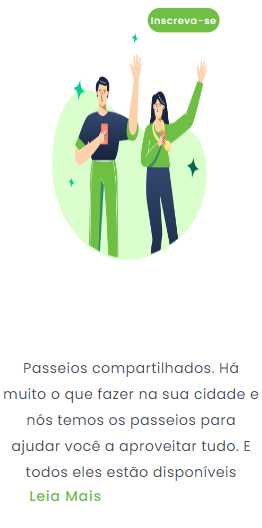 Inscreva-se
Passeios compartilhados. Há
muito o que fazer na sua cidade e
nós temos os passeios para
ajudar você a aproveitar tudo. E
todos eles estão disponíveis
Leia Mais